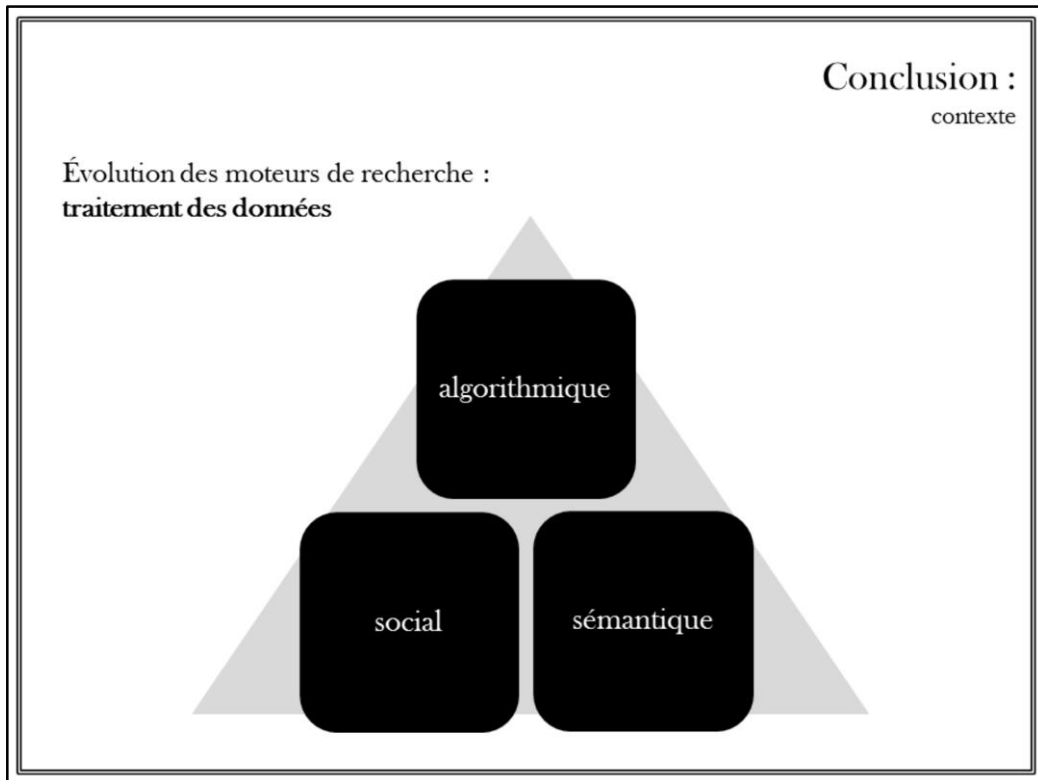 Conclusion :
contexte
Évolution des moteurs de recherche :
traitement des données
algorithmique
social
sémantique